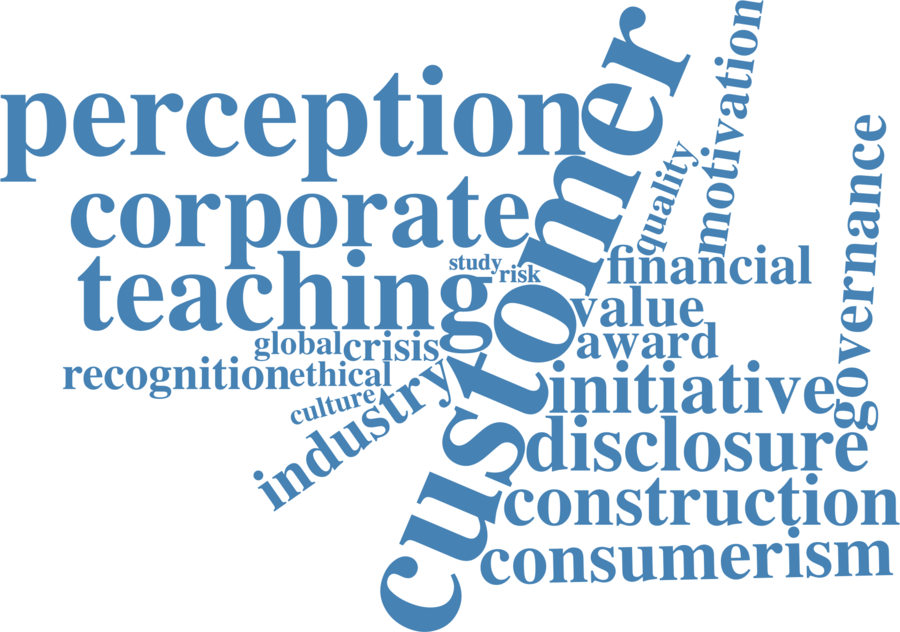 perception
customer
motivation
quality
governance
corporate
teaching
study
risk
financial
value
award
global
crisis
recognition
ethical
culture
industry
initiative
disclosure
construction
consumerism